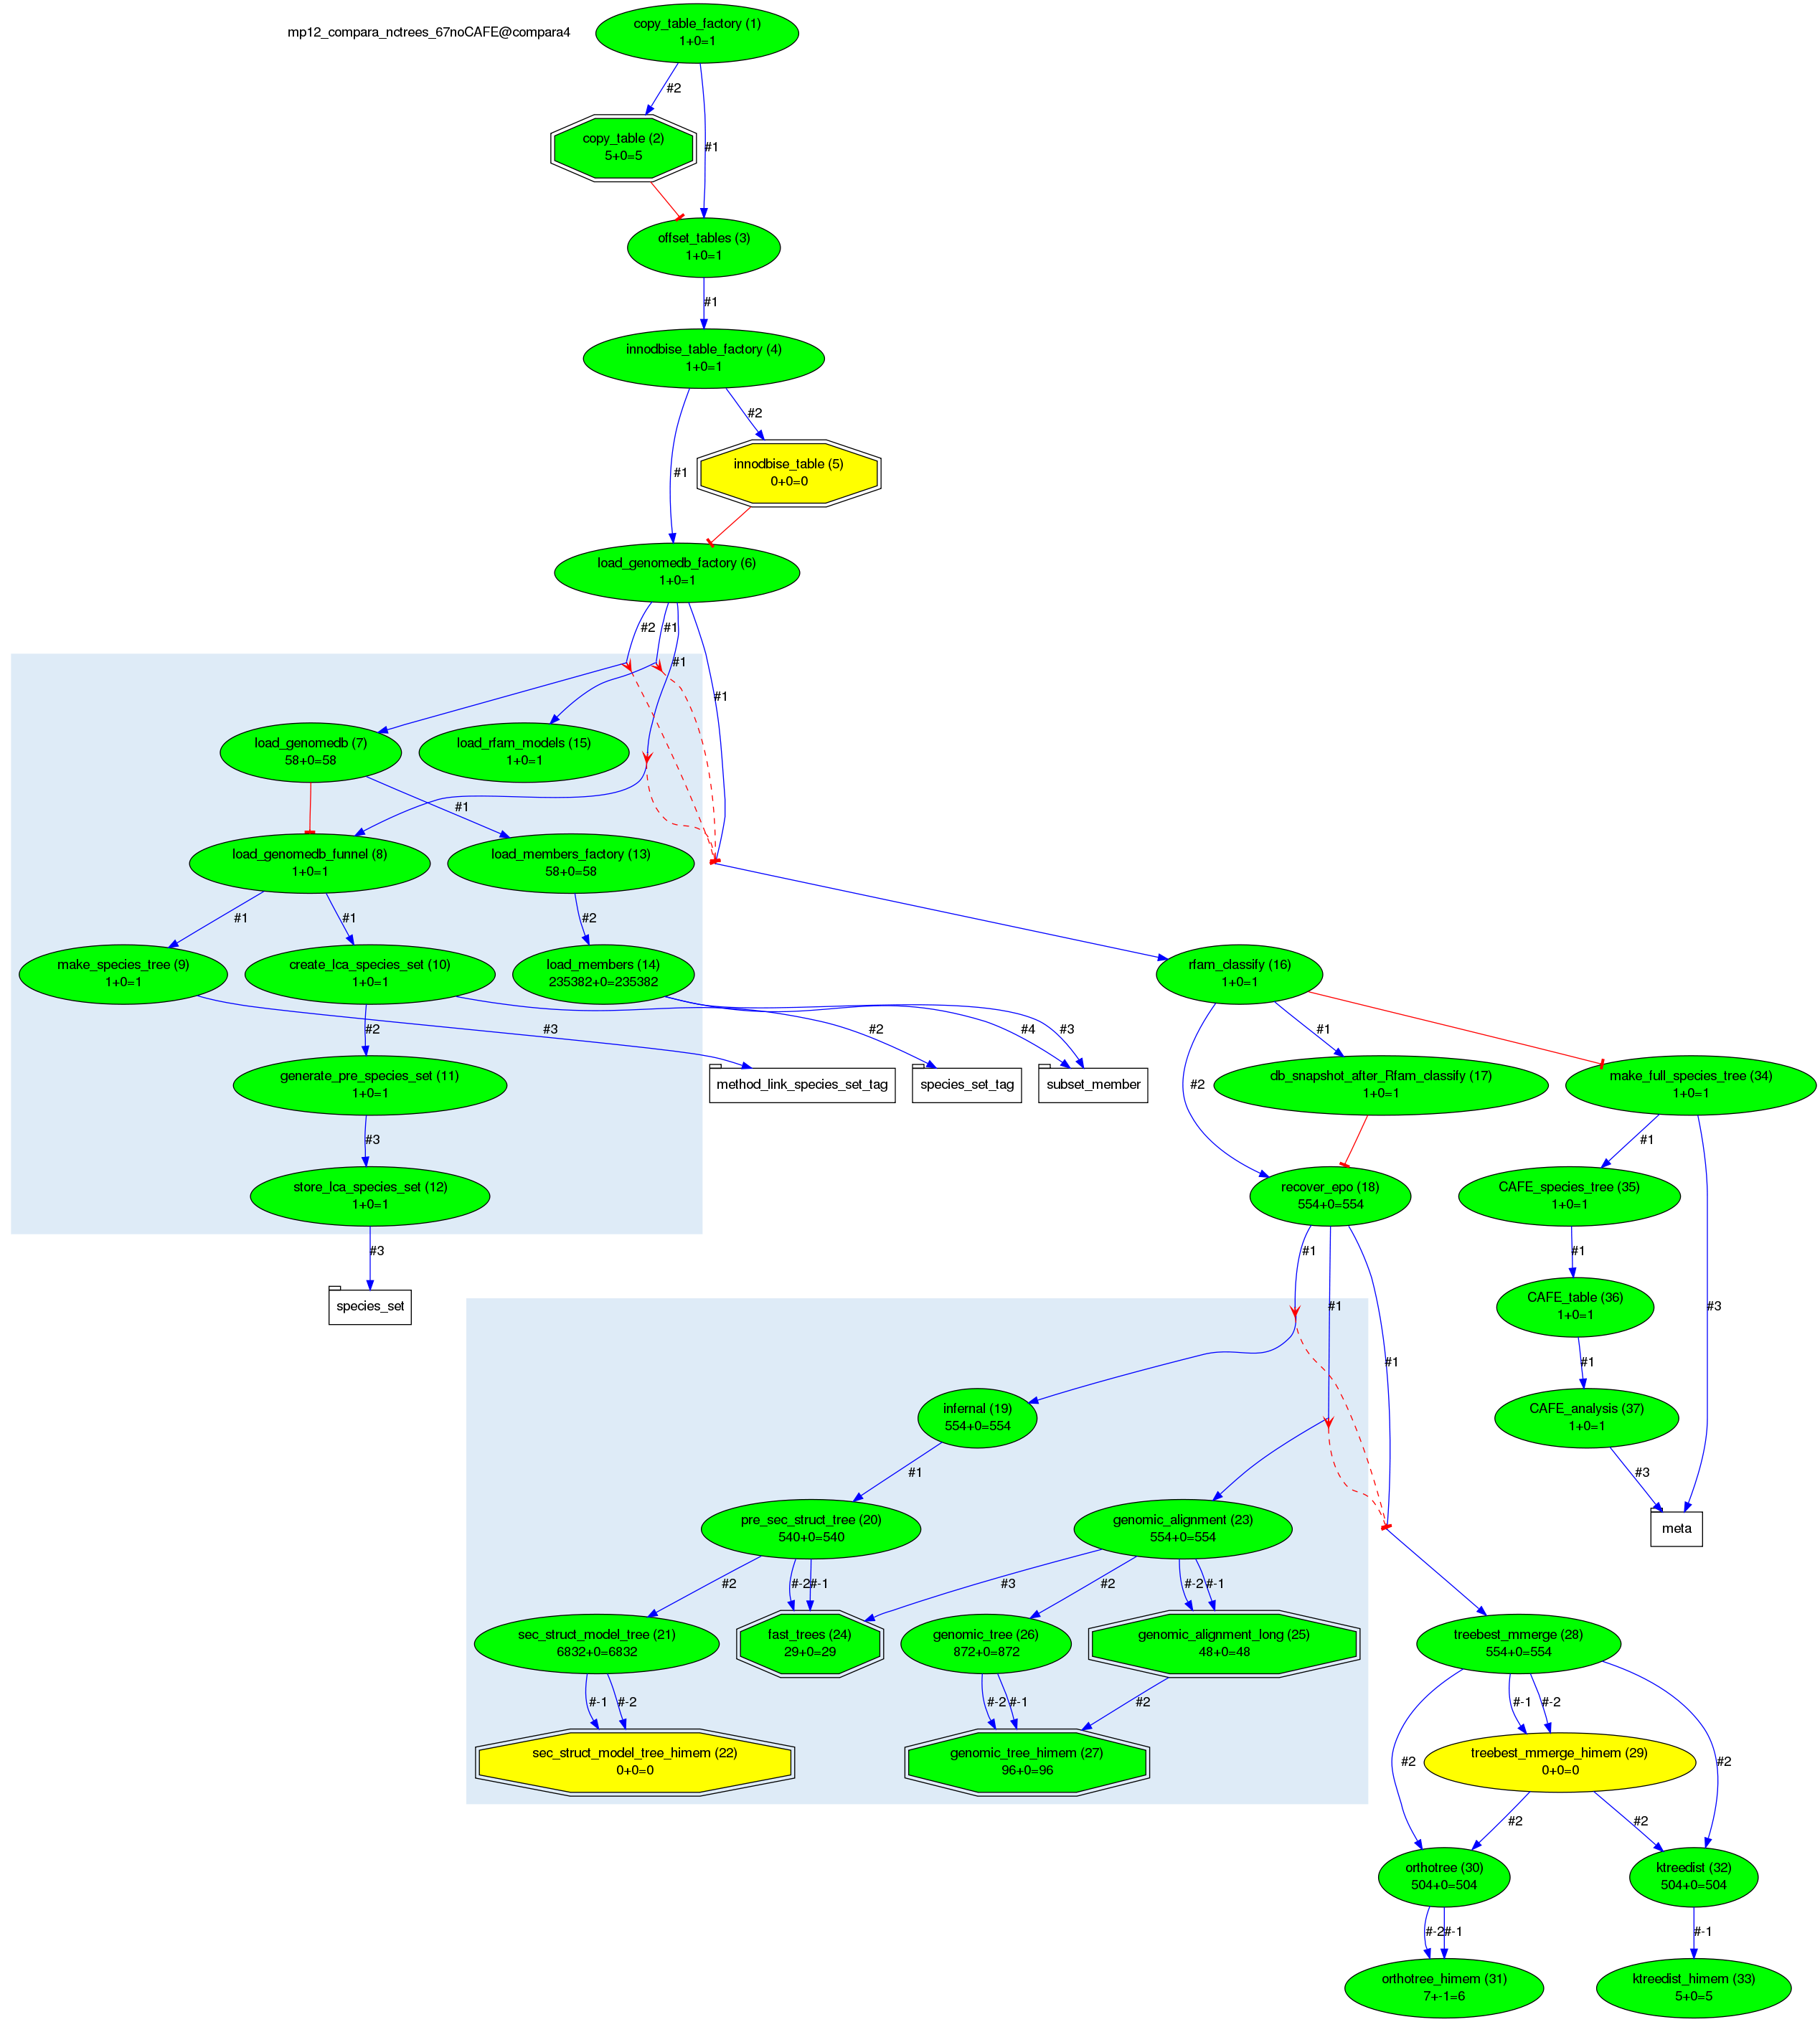 mp12_compara_nctrees_67noCAFE@compara4
copy_table_factory (1)
1+0=1
#2
#1
copy_table (2)
5+0=5
offset_tables (3)
1+0=1
#1
innodbise_table_factory (4)
1+0=1
#2
#1
innodbise_table (5)
0+0=0
load_genomedb_factory (6)
1+0=1
#2
#1
#1
#1
load_genomedb (7)
58+0=58
load_rfam_models (15)
1+0=1
#1
load_genomedb_funnel (8)
1+0=1
load_members_factory (13)
58+0=58
#1
#1
#2
make_species_tree (9)
1+0=1
create_lca_species_set (10)
1+0=1
load_members (14)
235382+0=235382
rfam_classify (16)
1+0=1
#2
#3
#2
#4
#3
#1
#2
generate_pre_species_set (11)
1+0=1
method_link_species_set_tag
species_set_tag
subset_member
db_snapshot_after_Rfam_classify (17)
1+0=1
make_full_species_tree (34)
1+0=1
#3
#1
store_lca_species_set (12)
1+0=1
recover_epo (18)
554+0=554
CAFE_species_tree (35)
1+0=1
#3
#1
#1
species_set
#1
CAFE_table (36)
1+0=1
#3
#1
#1
infernal (19)
554+0=554
CAFE_analysis (37)
1+0=1
#1
#3
pre_sec_struct_tree (20)
540+0=540
genomic_alignment (23)
554+0=554
meta
#2
#-2
#-1
#3
#2
#-2
#-1
sec_struct_model_tree (21)
6832+0=6832
fast_trees (24)
29+0=29
genomic_tree (26)
872+0=872
genomic_alignment_long (25)
48+0=48
treebest_mmerge (28)
554+0=554
#-1
#-2
#-2
#-1
#2
#-1
#-2
sec_struct_model_tree_himem (22)
0+0=0
genomic_tree_himem (27)
96+0=96
#2
treebest_mmerge_himem (29)
0+0=0
#2
#2
#2
orthotree (30)
504+0=504
ktreedist (32)
504+0=504
#-2
#-1
#-1
orthotree_himem (31)
7+-1=6
ktreedist_himem (33)
5+0=5